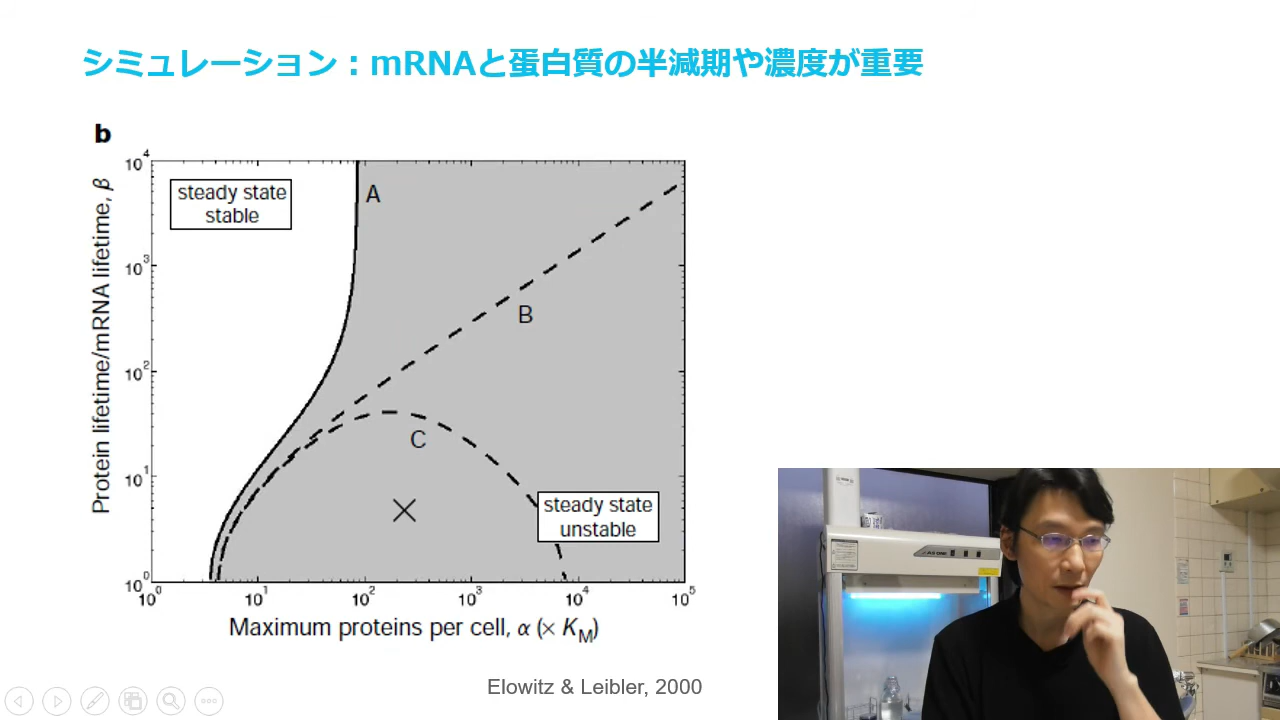 シミュレーション：mRNAと蛋白質の半減期や濃度が重要
b
Protein lifetime/mRNA lifetime, β
10⁴
10³
10²
10¹
10⁰
steady state
stable
A
B
C
steady state
unstable
10⁰ 10¹ 10² 10³ 10⁴ 10⁵
Maximum proteins per cell, α (× K_M)
Elowitz & Leibler, 2000